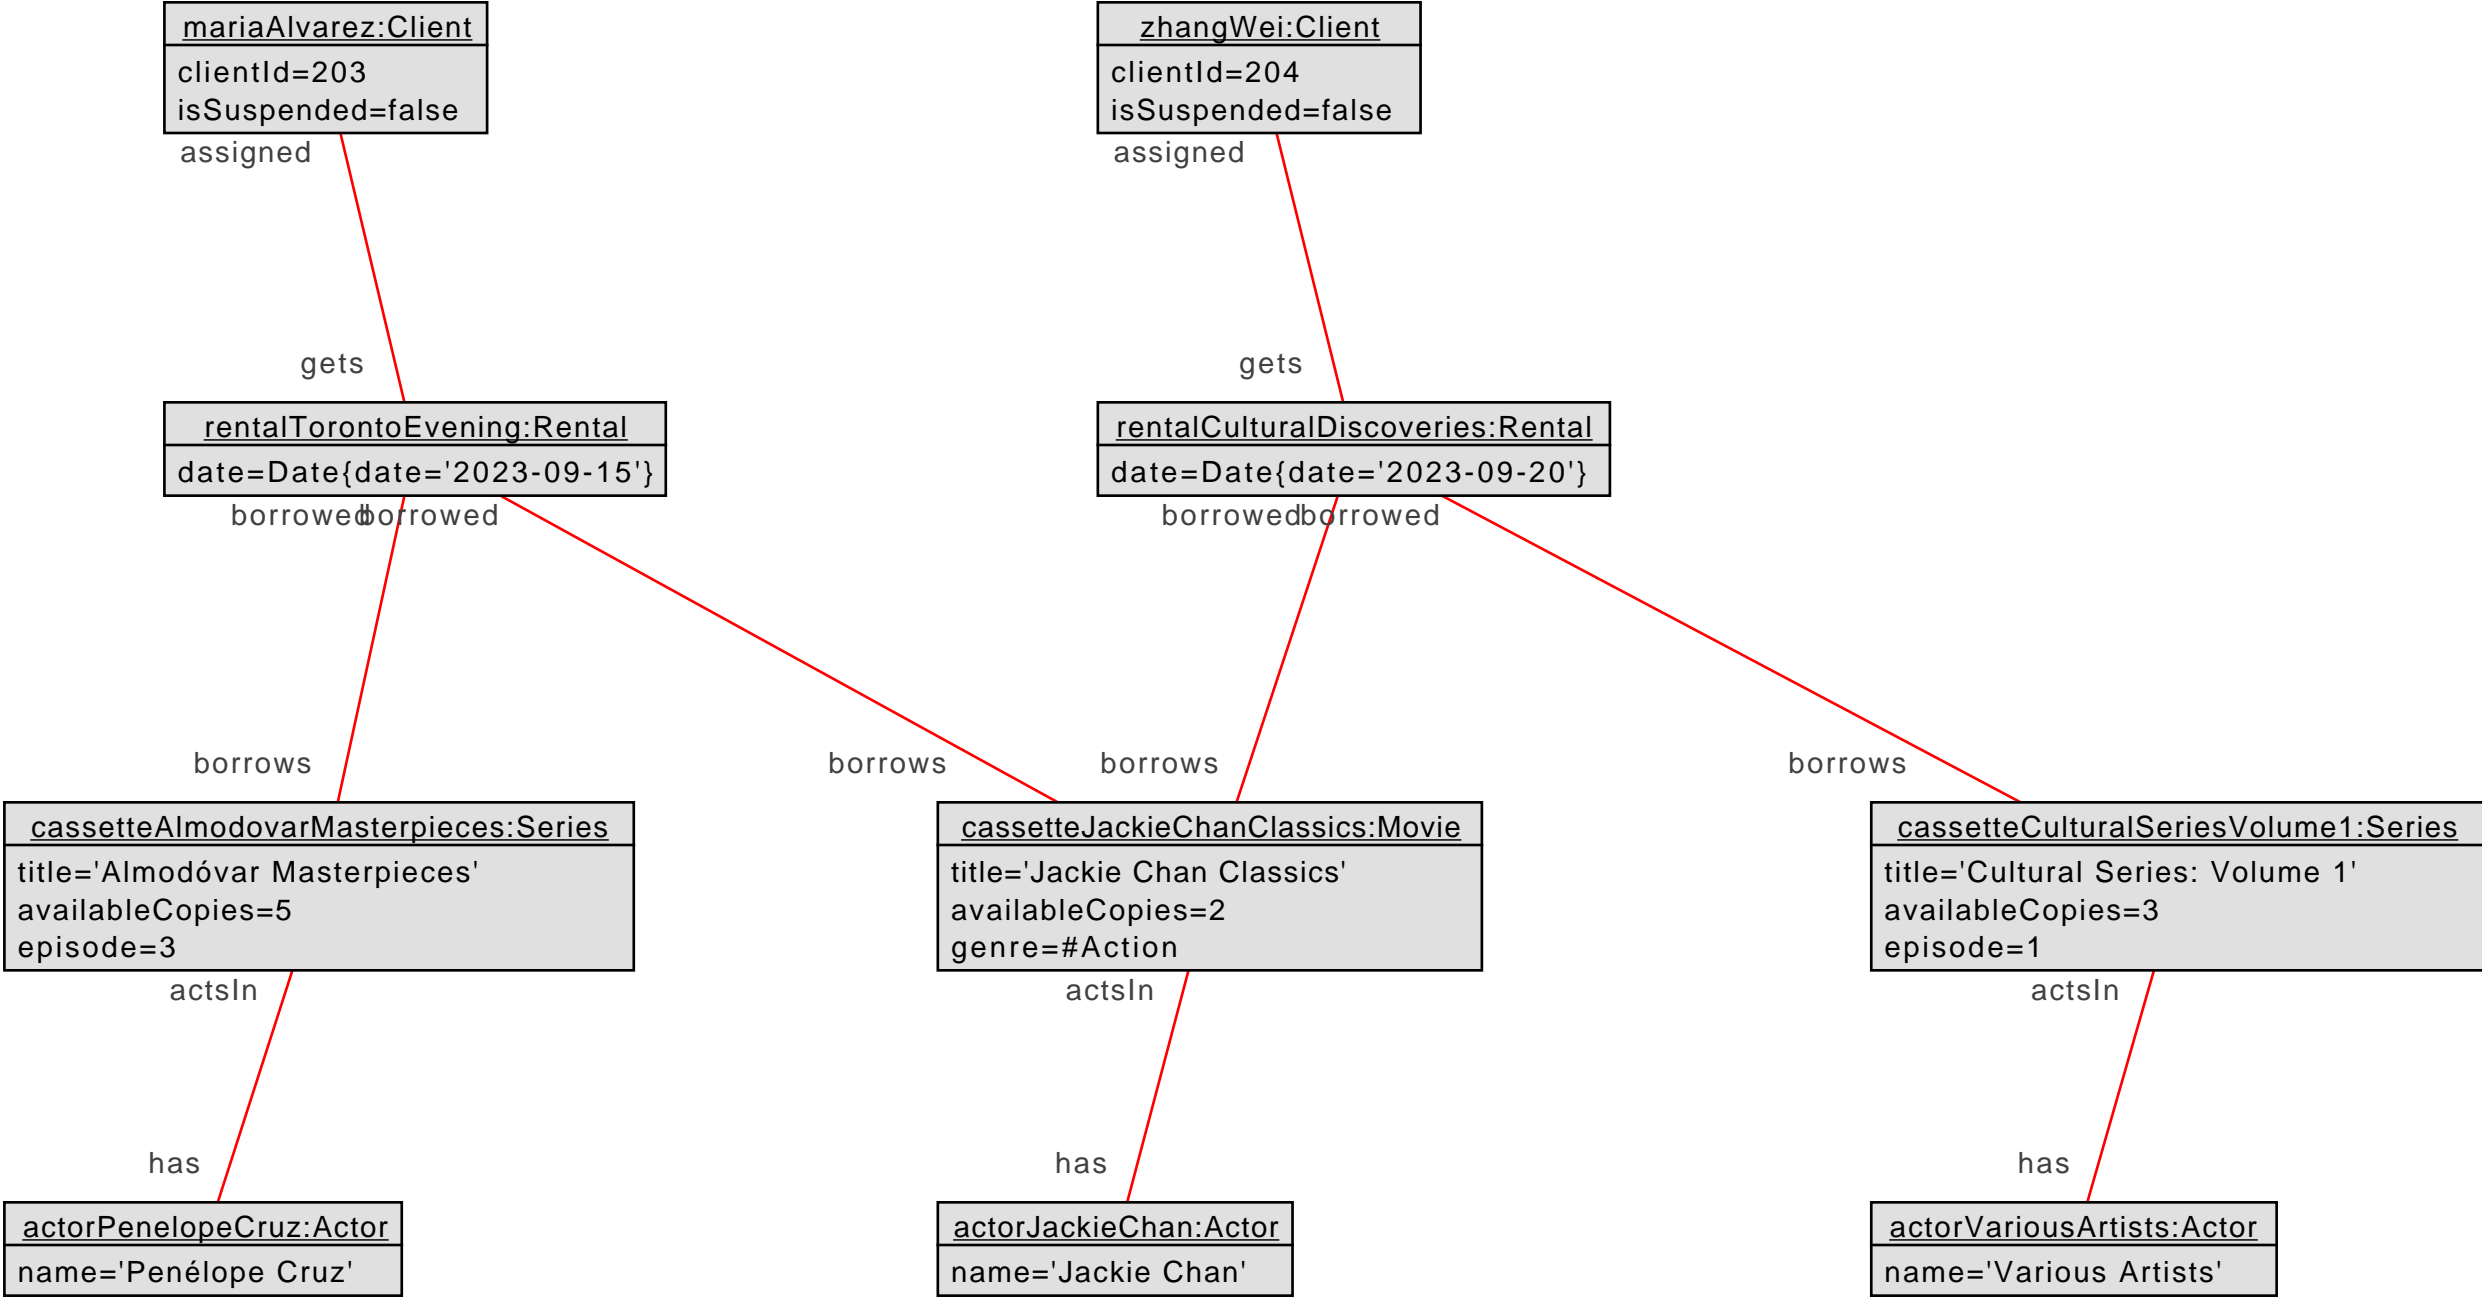 mariaAlvarez:Client
clientId=203
isSuspended=false
zhangWei:Client
clientId=204
isSuspended=false
assigned
assigned
gets
gets
rentalTorontoEvening:Rental
date=Date{date='2023-09-15'}
rentalCulturalDiscoveries:Rental
date=Date{date='2023-09-20'}
borrowed
borrowed
borrowed
borrowed
borrows
borrows
borrows
borrows
cassetteAlmodovarMasterpieces:Series
title='Almodóvar Masterpieces'
availableCopies=5
episode=3
cassetteJackieChanClassics:Movie
title='Jackie Chan Classics'
availableCopies=2
genre=#Action
cassetteCulturalSeriesVolume1:Series
title='Cultural Series: Volume 1'
availableCopies=3
episode=1
actsIn
actsIn
actsIn
has
has
has
actorPenelopeCruz:Actor
name='Penélope Cruz'
actorJackieChan:Actor
name='Jackie Chan'
actorVariousArtists:Actor
name='Various Artists'